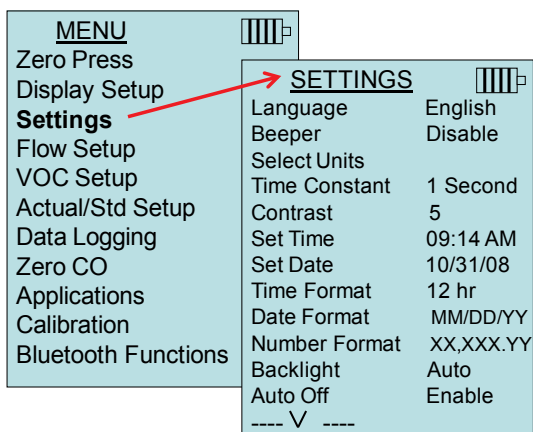 MENU
Zero Press
Display Setup
Settings
Flow Setup
VOC Setup
Actual/Std Setup
Data Logging
Zero CO
Applications
Calibration
Bluetooth Functions
SETTINGS
Language English
Beeper Disable
Select Units
Time Constant 1 Second
Contrast 5
Set Time 09:14 AM
Set Date 10/31/08
Time Format 12 hr
Date Format MM/DD/YY
Number Format XX,XXX.YY
Backlight Auto
Auto Off Enable
---- V ----